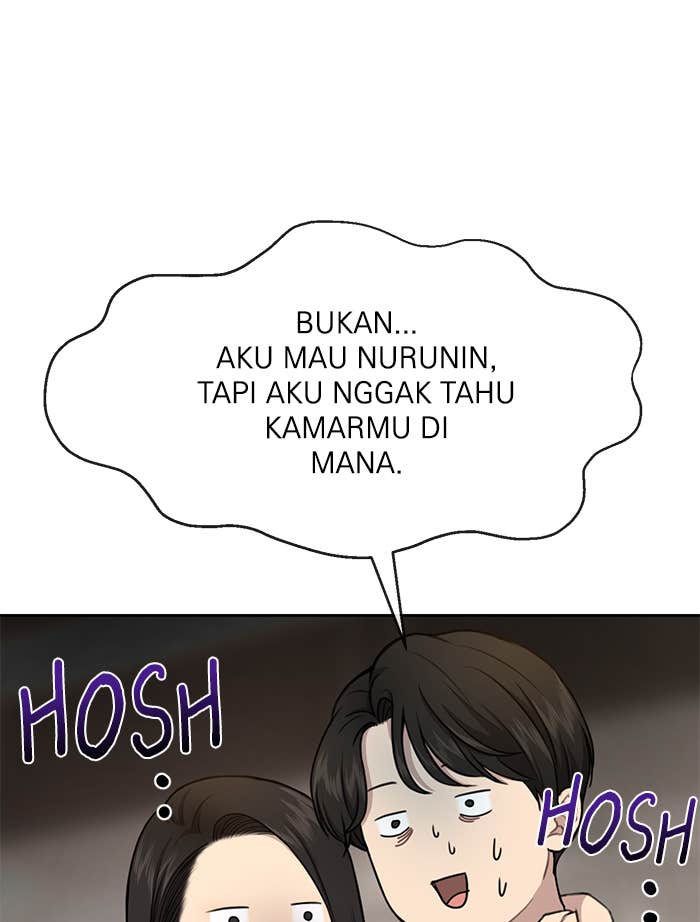 BUKAN...
AKU MAU NURUNIN,
TAPI AKU NGGAK TAHU
KAMARMU DI
MANA.
HOSH
HOSH